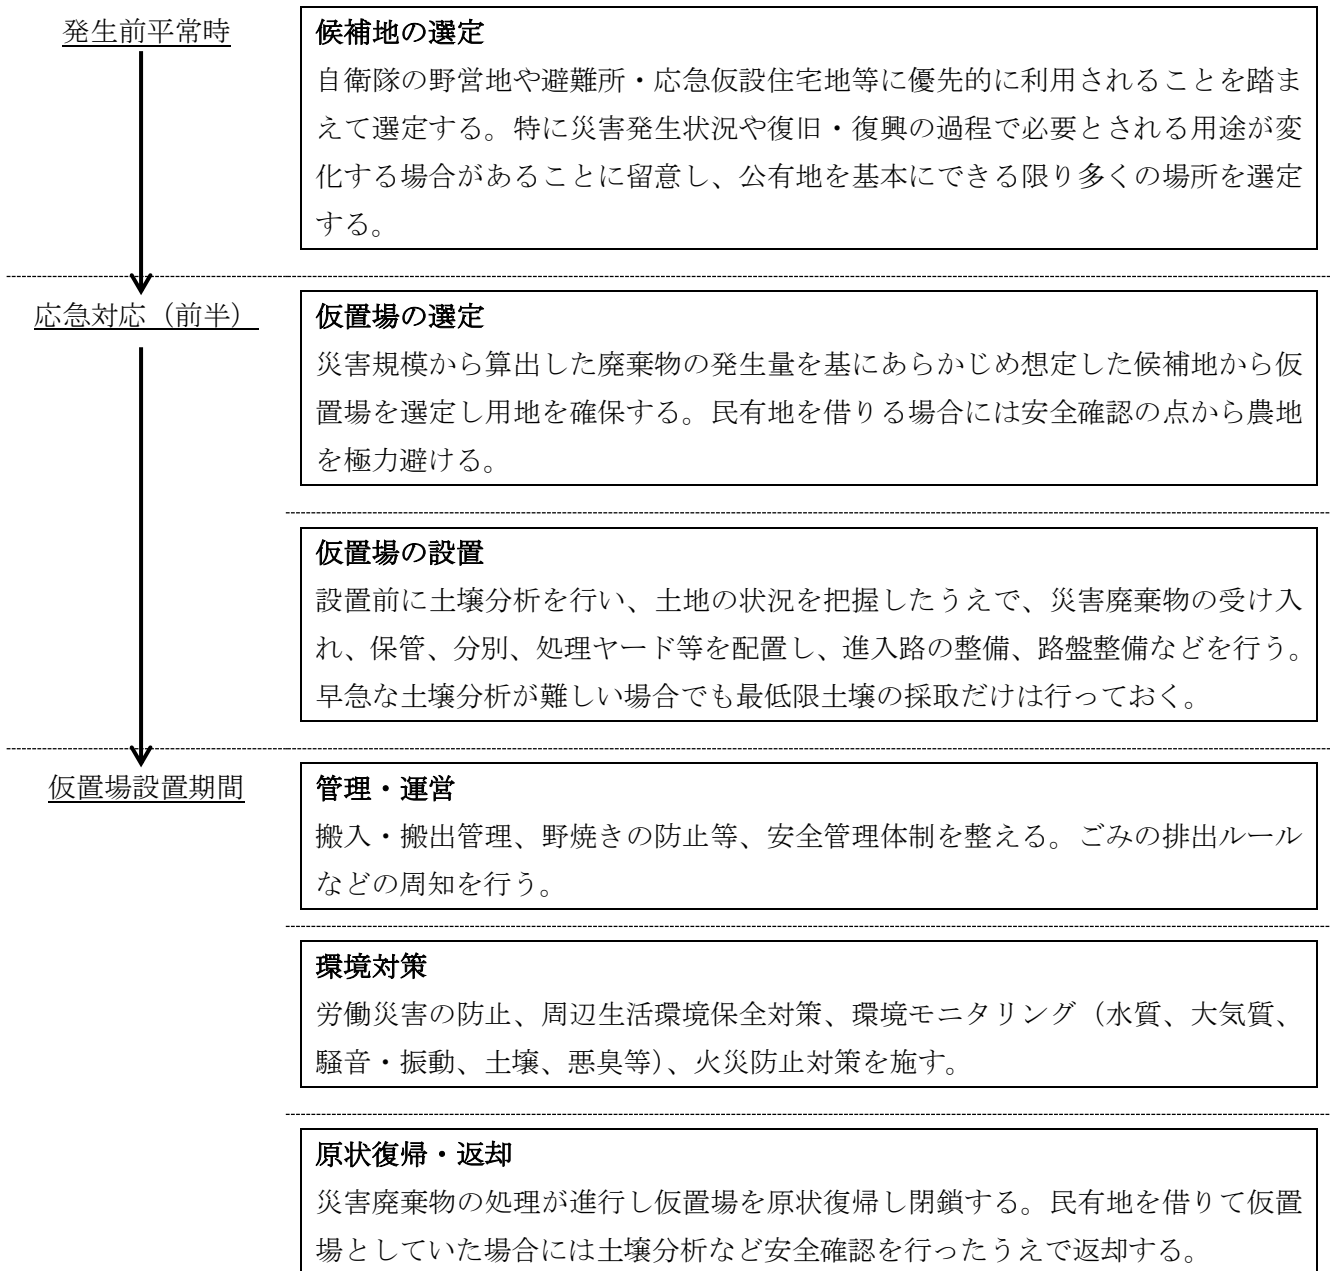 発生前平常時
候補地の選定
自衛隊の野営地や避難所・応急仮設住宅地等に優先的に利用されることを踏ま
えて選定する。特に災害発生状況や復旧・復興の過程で必要とされる用途が変
化する場合があることに留意し、公有地を基本にできる限り多くの場所を選定
する。
応急対応（前半）
仮置場の選定
災害規模から算出した廃棄物の発生量を基にあらかじめ想定した候補地から仮
置場を選定し用地を確保する。民有地を借りる場合には安全確認の点から農地
を極力避ける。
仮置場の設置
設置前に土壌分析を行い、土地の状況を把握したうえで、災害廃棄物の受け入
れ、保管、分別、処理ヤード等を配置し、進入路の整備、路盤整備などを行う。
早急な土壌分析が難しい場合でも最低限土壌の採取だけは行っておく。
仮置場設置期間
管理・運営
搬入・搬出管理、野焼きの防止等、安全管理体制を整える。ごみの排出ルール
などの周知を行う。
環境対策
労働災害の防止、周辺生活環境保全対策、環境モニタリング（水質、大気質、
騒音・振動、土壌、悪臭等）、火災防止対策を施す。
原状復帰・返却
災害廃棄物の処理が進行し仮置場を原状復帰し閉鎖する。民有地を借りて仮置
場としていた場合には土壌分析など安全確認を行ったうえで返却する。